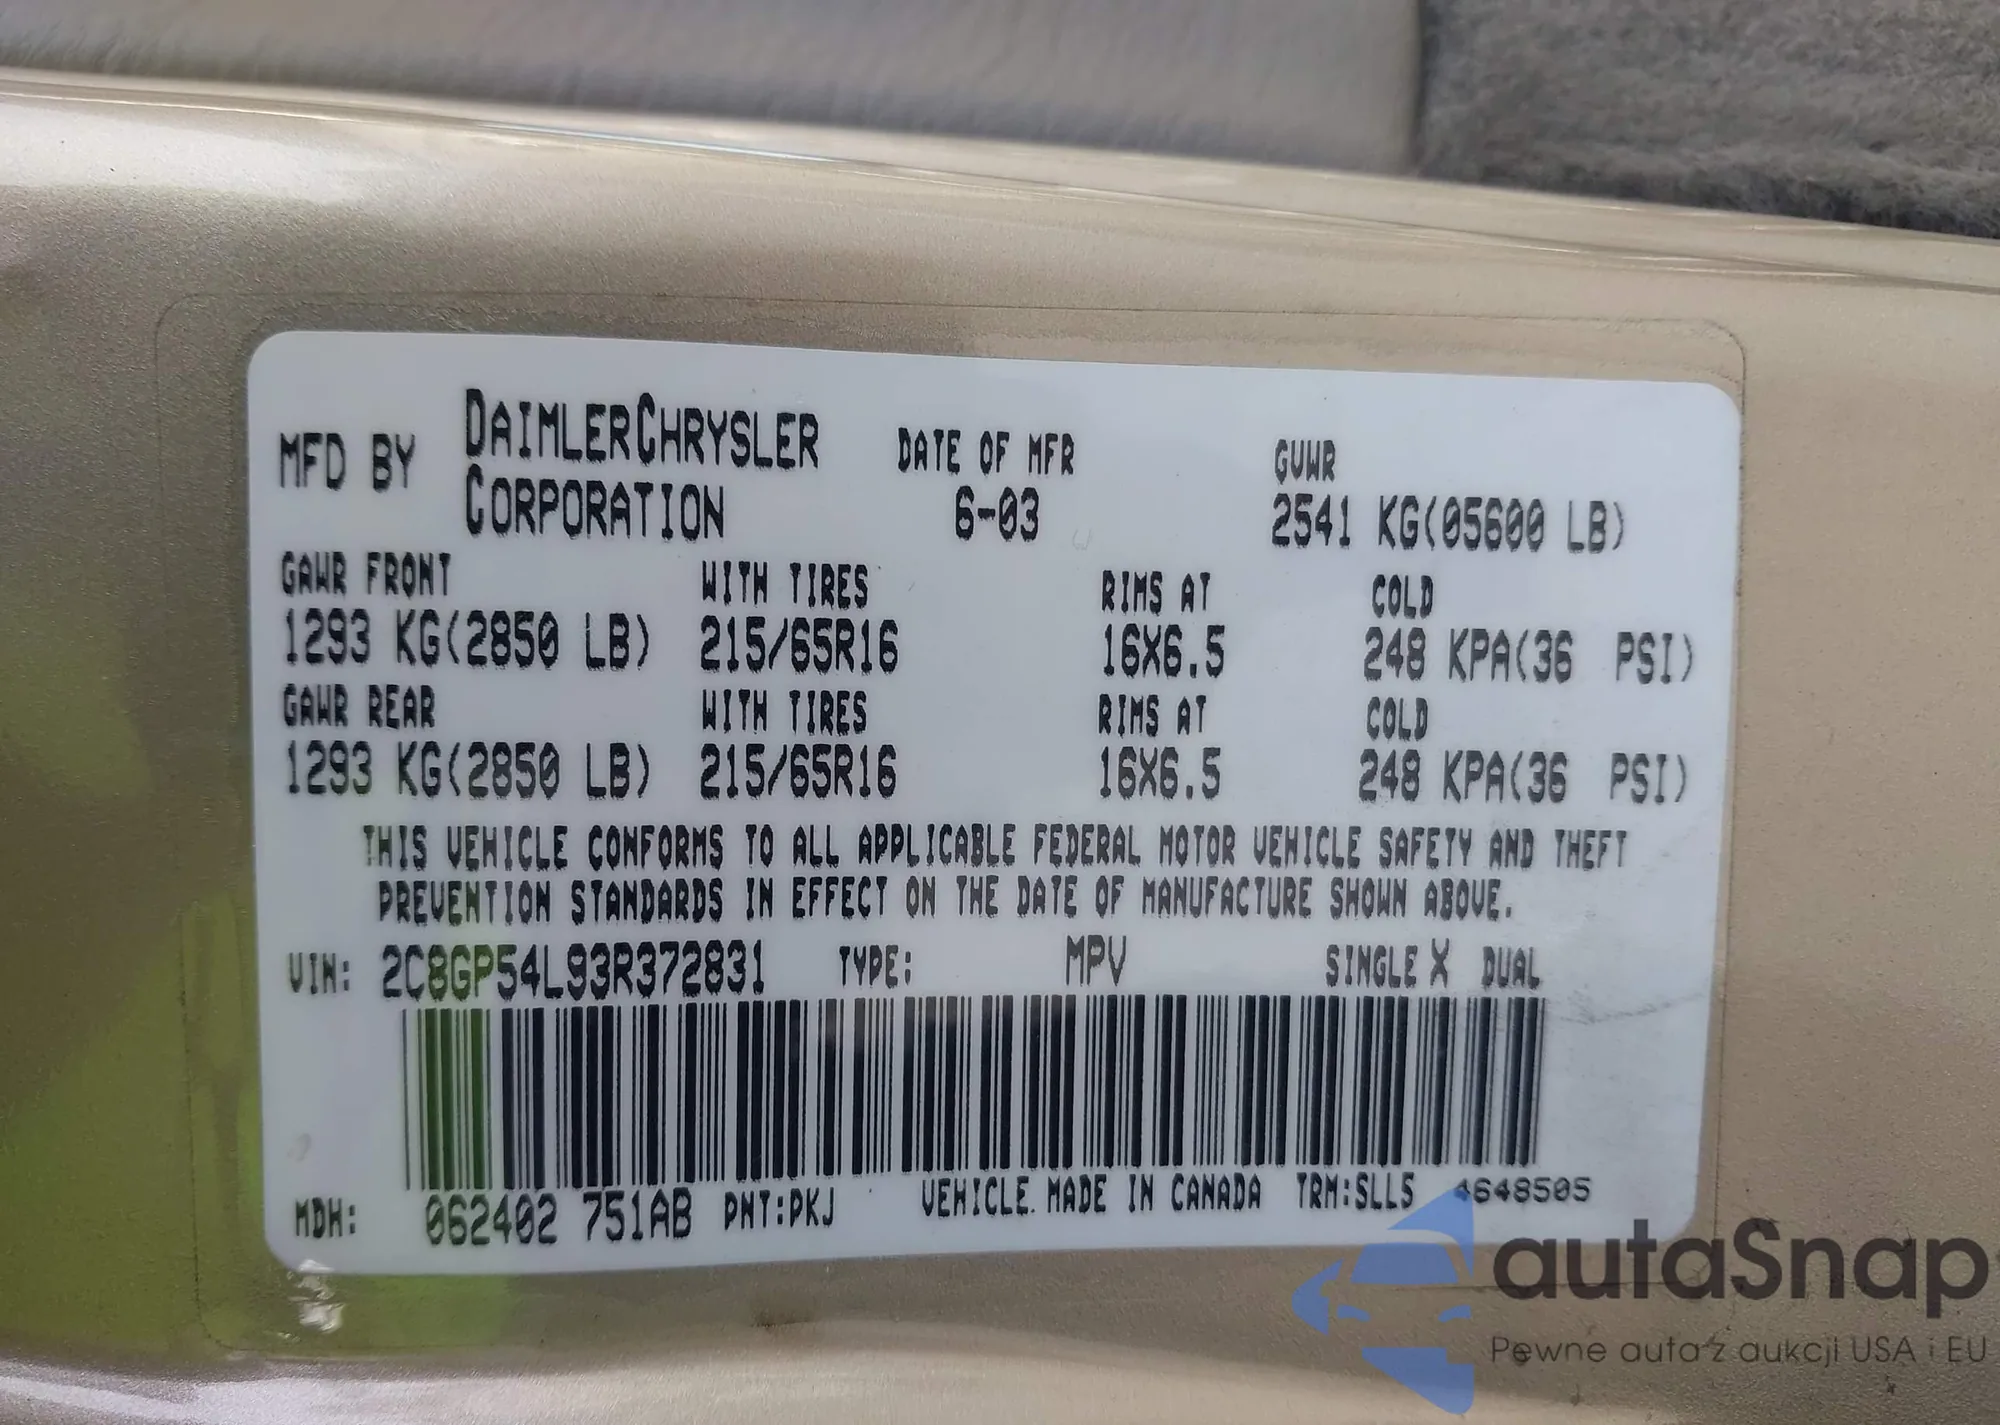 MFD BY DAIMLERCHRYSLER CORPORATION DATE OF MFR 6-03 GVWR 2541 KG(05600 LB)
GAWR FRONT WITH TIRES RIMS AT COLD
1293 KG(2850 LB) 215/65R16 16X6.5 248 KPA(36 PSI)
GAWR REAR WITH TIRES RIMS AT COLD
1293 KG(2850 LB) 215/65R16 16X6.5 248 KPA(36 PSI)
THIS VEHICLE CONFORMS TO ALL APPLICABLE FEDERAL MOTOR VEHICLE SAFETY AND THEFT
PREVENTION STANDARDS IN EFFECT ON THE DATE OF MANUFACTURE SHOWN ABOVE.
VIN: 2C8GP54L93R372831 TYPE: MPV SINGLE X DUAL
MDH: 062402 751AB PNT:PKJ VEHICLE MADE IN CANADA TRM:SLL5 4648505
autaSnap
Pewne auta z aukcji USA i EU